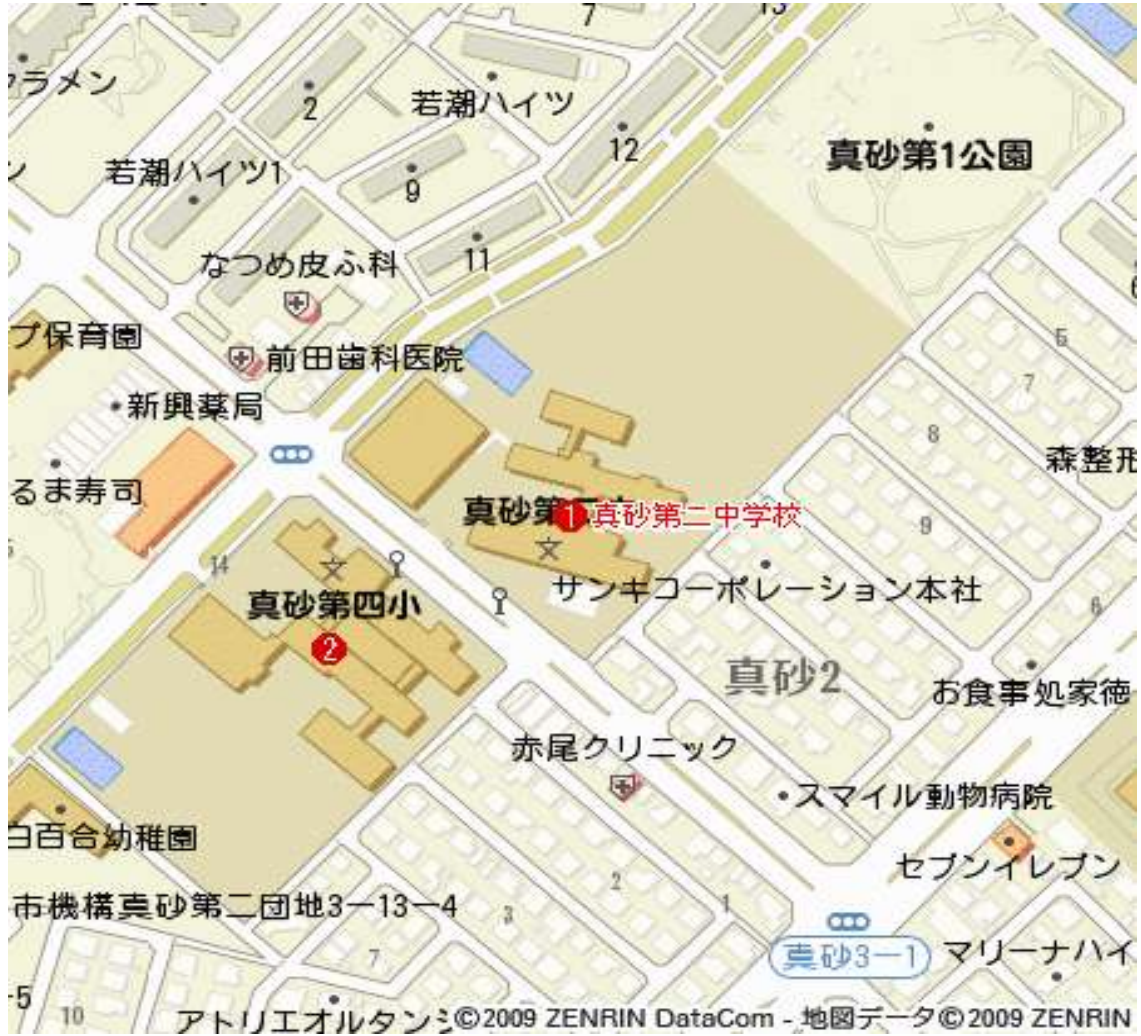 7
13
ラメン
2
若潮ハイツ
12
真砂第1公園
若潮ハイツ1
9
なつめ皮ふ科
11
プ保育園
前田歯科医院
5
7
新興薬局
8
森整形
るま寿司
真砂第二
1
真砂第二中学校
9
14
サンキコーポレーション本社
真砂第四小
6
2
真砂2
お食事処家徳
赤尾クリニック
スマイル動物病院
白百合幼稚園
セブンイレブン
2
市機構真砂第二団地3-13-4
3
1
真砂3-1
マリーナハイ
7
-5
10
アトリエオルタンシ
©2009 ZENRIN DataCom - 地図データ©2009 ZENRIN